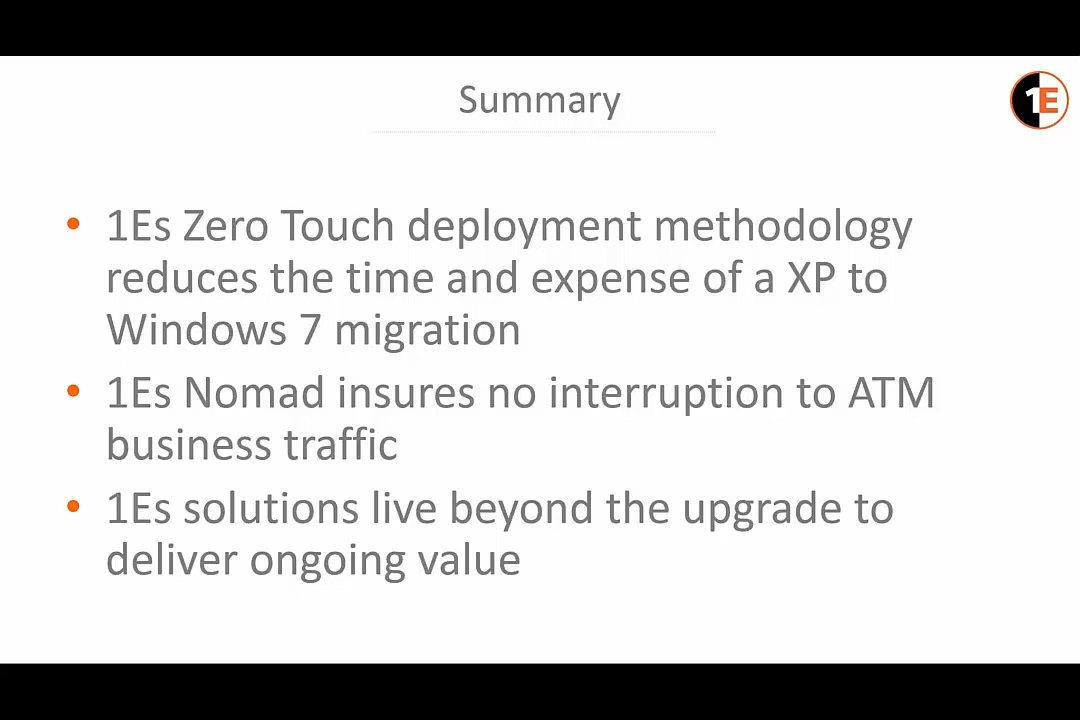 Summary
1E
• 1Es Zero Touch deployment methodology
reduces the time and expense of a XP to
Windows 7 migration
• 1Es Nomad insures no interruption to ATM
business traffic
• 1Es solutions live beyond the upgrade to
deliver ongoing value